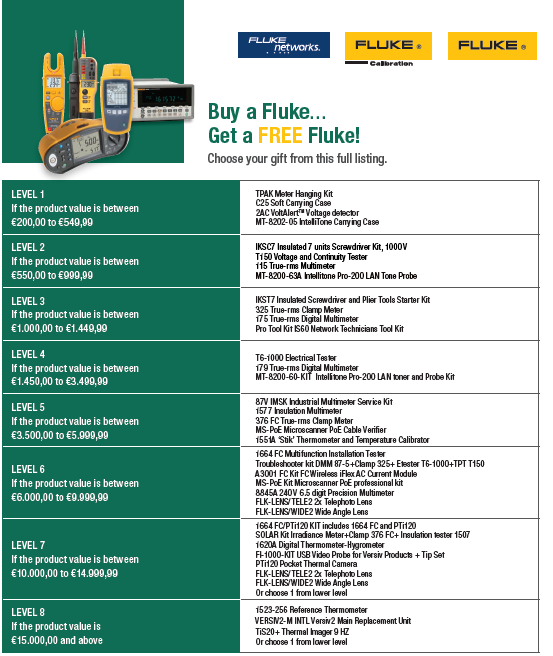 FLUKE
networks.
FLUKE ®
Calibration
FLUKE ®
Buy a Fluke...
Get a FREE Fluke!
Choose your gift from this full listing.
LEVEL 1
If the product value is between
€200,00 to €549,99
TPAK Meter Hanging Kit
C25 Soft Carrying Case
2AC VoltAlert™ Voltage detector
MT-8202-05 IntelliTone Carrying Case
LEVEL 2
If the product value is between
€550,00 to €999,99
IKSC7 Insulated 7 units Screwdriver Kit, 1000V
T150 Voltage and Continuity Tester
115 True-rms Multimeter
MT-8200-63A Intellitone Pro-200 LAN Tone Probe
LEVEL 3
If the product value is between
€1.000,00 to €1.449,99
IKST7 Insulated Screwdriver and Plier Tools Starter Kit
325 True-rms Clamp Meter
175 True-rms Digital Multimeter
Pro Tool Kit IS60 Network Technicians Tool Kit
LEVEL 4
If the product value is between
€1.450,00 to €3.499,99
T6-1000 Electrical Tester
179 True-rms Digital Multimeter
MT-8200-60-KIT Intellitone Pro-200 LAN toner and Probe Kit
LEVEL 5
If the product value is between
€3.500,00 to €5.999,99
87V IMSK Industrial Multimeter Service Kit
1577 Insulation Multimeter
376 FC True-rms Clamp Meter
MS-PoE Microscanner PoE Cable Verifier
1551A 'Stik' Thermometer and Temperature Calibrator
LEVEL 6
If the product value is between
€6.000,00 to €9.999,99
1664 FC Multifunction Installation Tester
Troubleshooter kit DMM 87-5+Clamp 325+ Etester T6-1000+TPT T150
A3001 FC Kit FC Wireless iFlex AC Current Module
MS-PoE Kit Microscanner PoE professional kit
8845A 240V 6.5 digit Precision Multimeter
FLK-LENS/TELE2 2x Telephoto Lens
FLK-LENS/WIDE2 Wide Angle Lens
LEVEL 7
If the product value is between
€10.000,00 to €14.999,99
1664 FC/PTi120 KIT includes 1664 FC and PTi120
SOLAR Kit Irradiance Meter+Clamp 376 FC+ Insulation tester 1507
1620A Digital Thermometer-Hygrometer
FI-1000-KIT USB Video Probe for Versiv Products + Tip Set
PTi120 Pocket Thermal Camera
FLK-LENS/TELE2 2x Telephoto Lens
FLK-LENS/WIDE2 Wide Angle Lens
Or choose 1 from lower level
LEVEL 8
If the product value is
€15.000,00 and above
1523-256 Reference Thermometer
VERSIV2-M INTL Versiv2 Main Replacement Unit
TiS20+ Thermal Imager 9 HZ
Or choose 1 from lower level